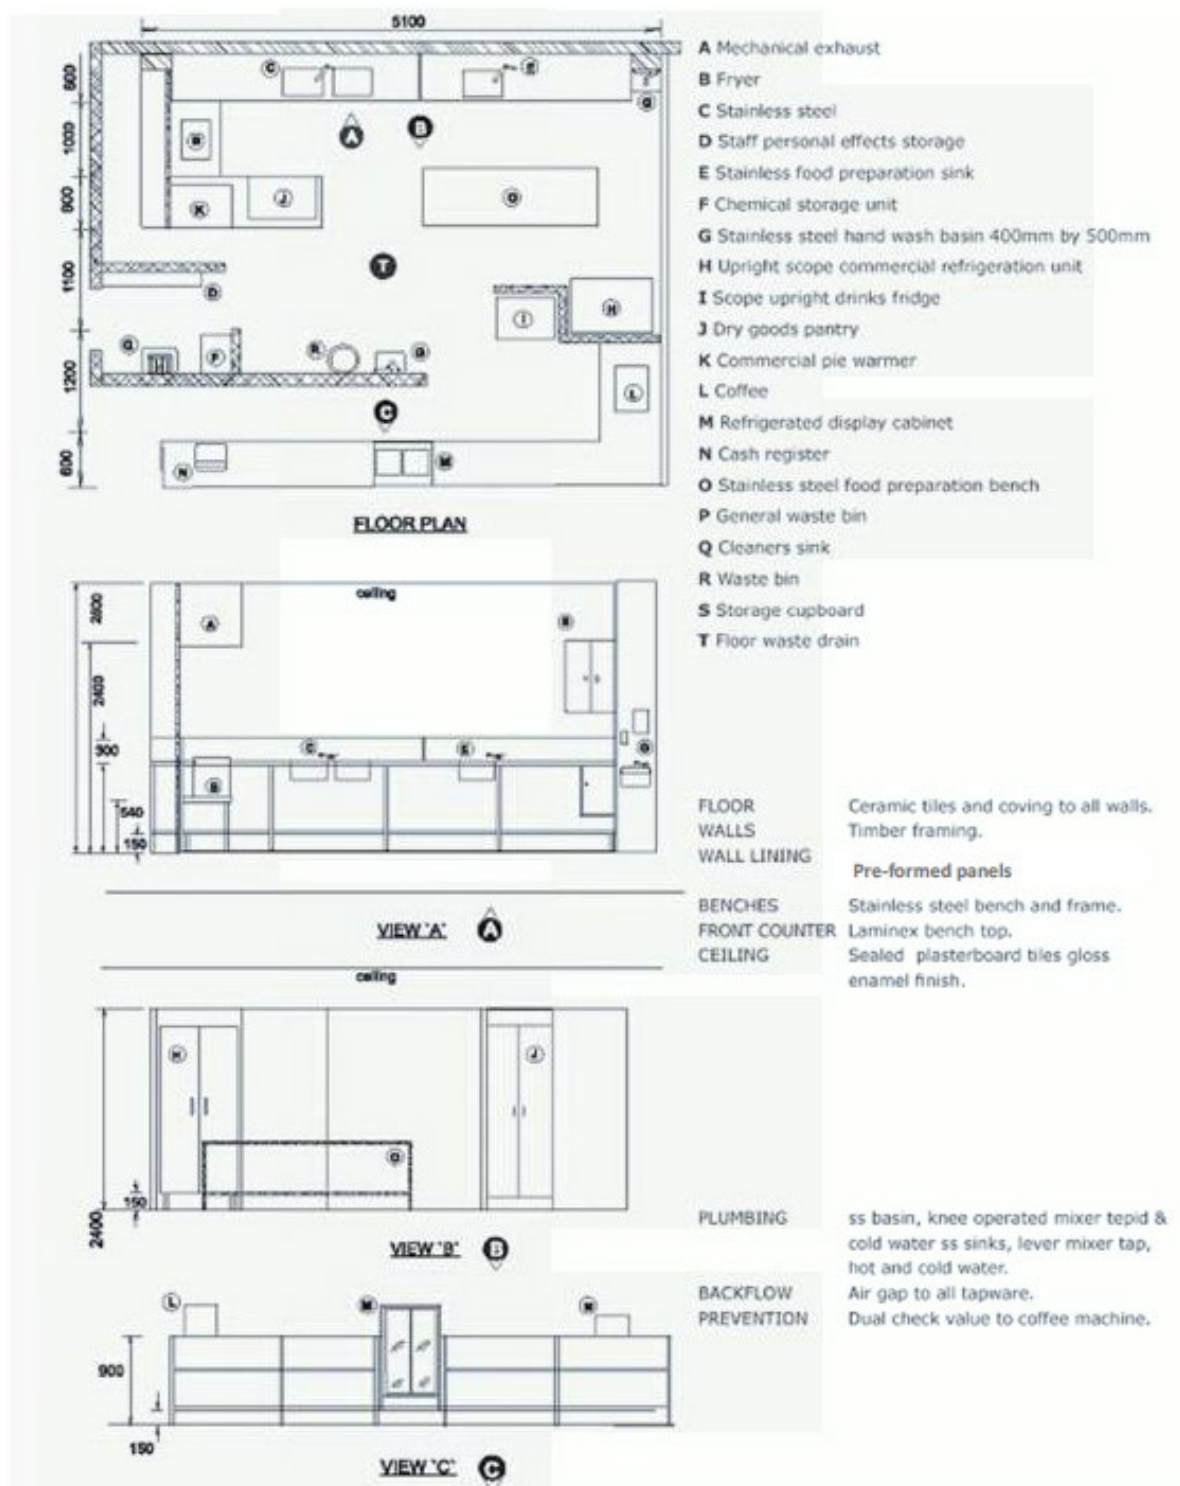 5100
A Mechanical exhaust
B Fryer
C Stainless steel
D Staff personal effects storage
E Stainless food preparation sink
F Chemical storage unit
G Stainless steel hand wash basin 400mm by 500mm
H Upright scope commercial refrigeration unit
I Scope upright drinks fridge
J Dry goods pantry
K Commercial pie warmer
L Coffee
M Refrigerated display cabinet
N Cash register
O Stainless steel food preparation bench
P General waste bin
Q Cleaners sink
R Waste bin
S Storage cupboard
T Floor waste drain
600
1000
800
1100
1200
600
C
E
G
A
B
B
K
J
O
T
D
I
H
Q
F
R
G
L
C
N
M
FLOOR PLAN
ceiling
2600
2400
300
540
150
A
C
E
B
G
VIEW "A" A
FLOOR Ceramic tiles and coving to all walls.
WALLS Timber framing.
WALL LINING Pre-formed panels
BENCHES Stainless steel bench and frame.
FRONT COUNTER Laminex bench top.
CEILING Sealed plasterboard tiles gloss
enamel finish.
ceiling
H
J
O
150
2400
VIEW "B" B
PLUMBING ss basin, knee operated mixer tepid &
cold water ss sinks, lever mixer tap,
hot and cold water.
BACKFLOW Air gap to all tapware.
PREVENTION Dual check value to coffee machine.
L
M
N
900
150
VIEW "C" C